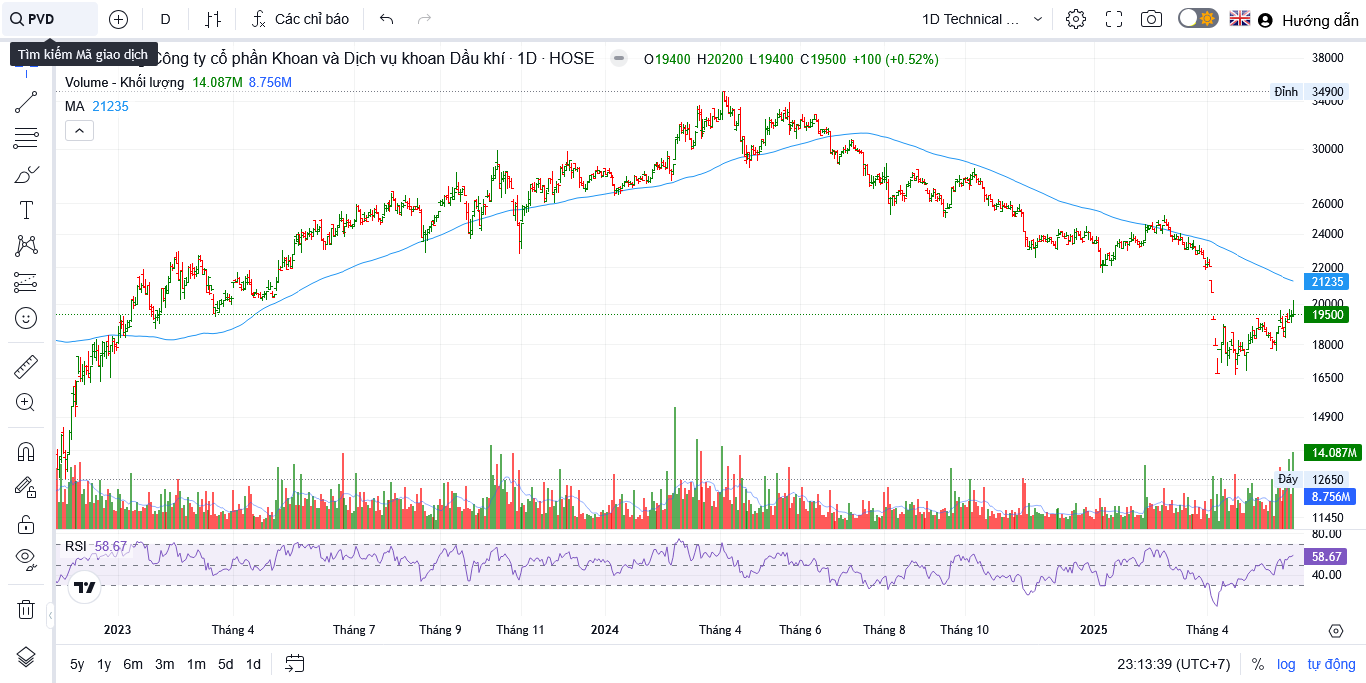 PVD
D
Các chỉ báo
1D Technical ...
Hướng dẫn
Tìm kiếm Mã giao dịch
Công ty cổ phần Khoan và Dịch vụ khoan Dầu khí · 1D · HOSE
O19400 H20200 L19400 C19500 +100 (+0.52%)
Volume - Khối lượng 14.087M 8.756M
MA 21235
38000
Đỉnh 34900
34000
30000
26000
24000
22000
21235
20000
19500
18000
16500
14900
14.087M
Đáy 12650
8.756M
11450
RSI 58.67
80.00
58.67
40.00
2023 Tháng 4 Tháng 7 Tháng 9 Tháng 11 2024 Tháng 4 Tháng 6 Tháng 8 Tháng 10 2025 Tháng 4
5y 1y 6m 3m 1m 5d 1d
23:13:39 (UTC+7) % log tự động